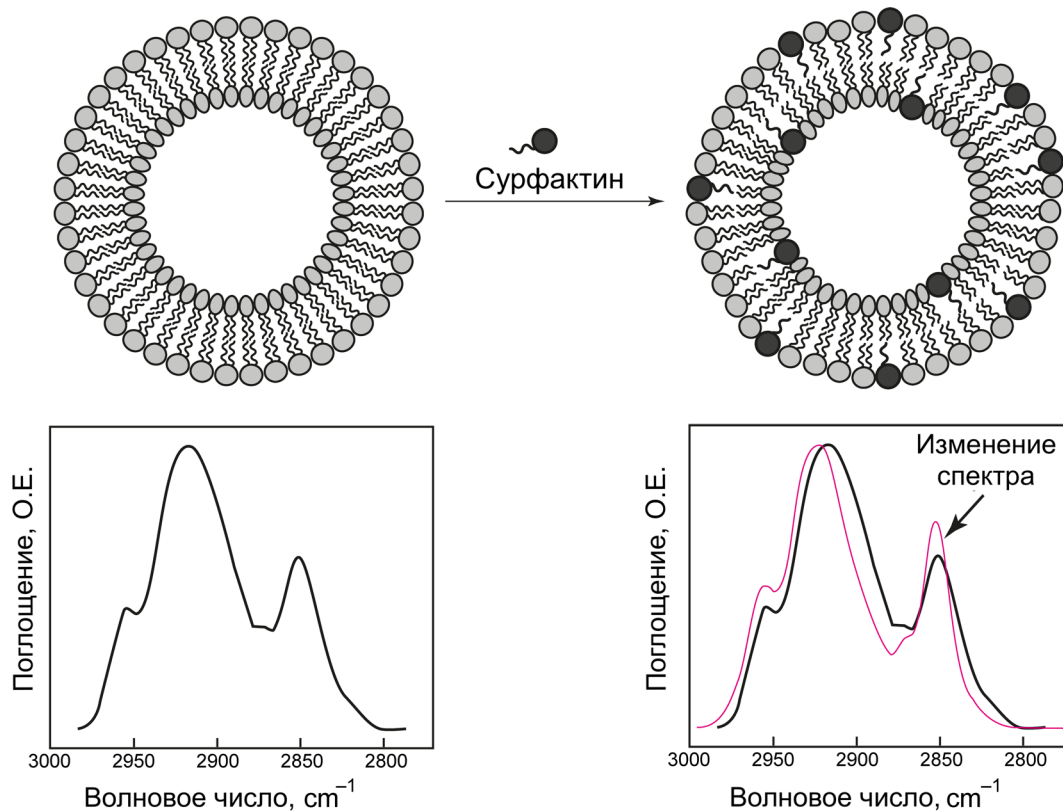 Сурфактин
Поглощение, О.Е.
3000 2950 2900 2850 2800
Волновое число, cm⁻¹
Изменение
спектра
Поглощение, О.Е.
3000 2950 2900 2850 2800
Волновое число, cm⁻¹